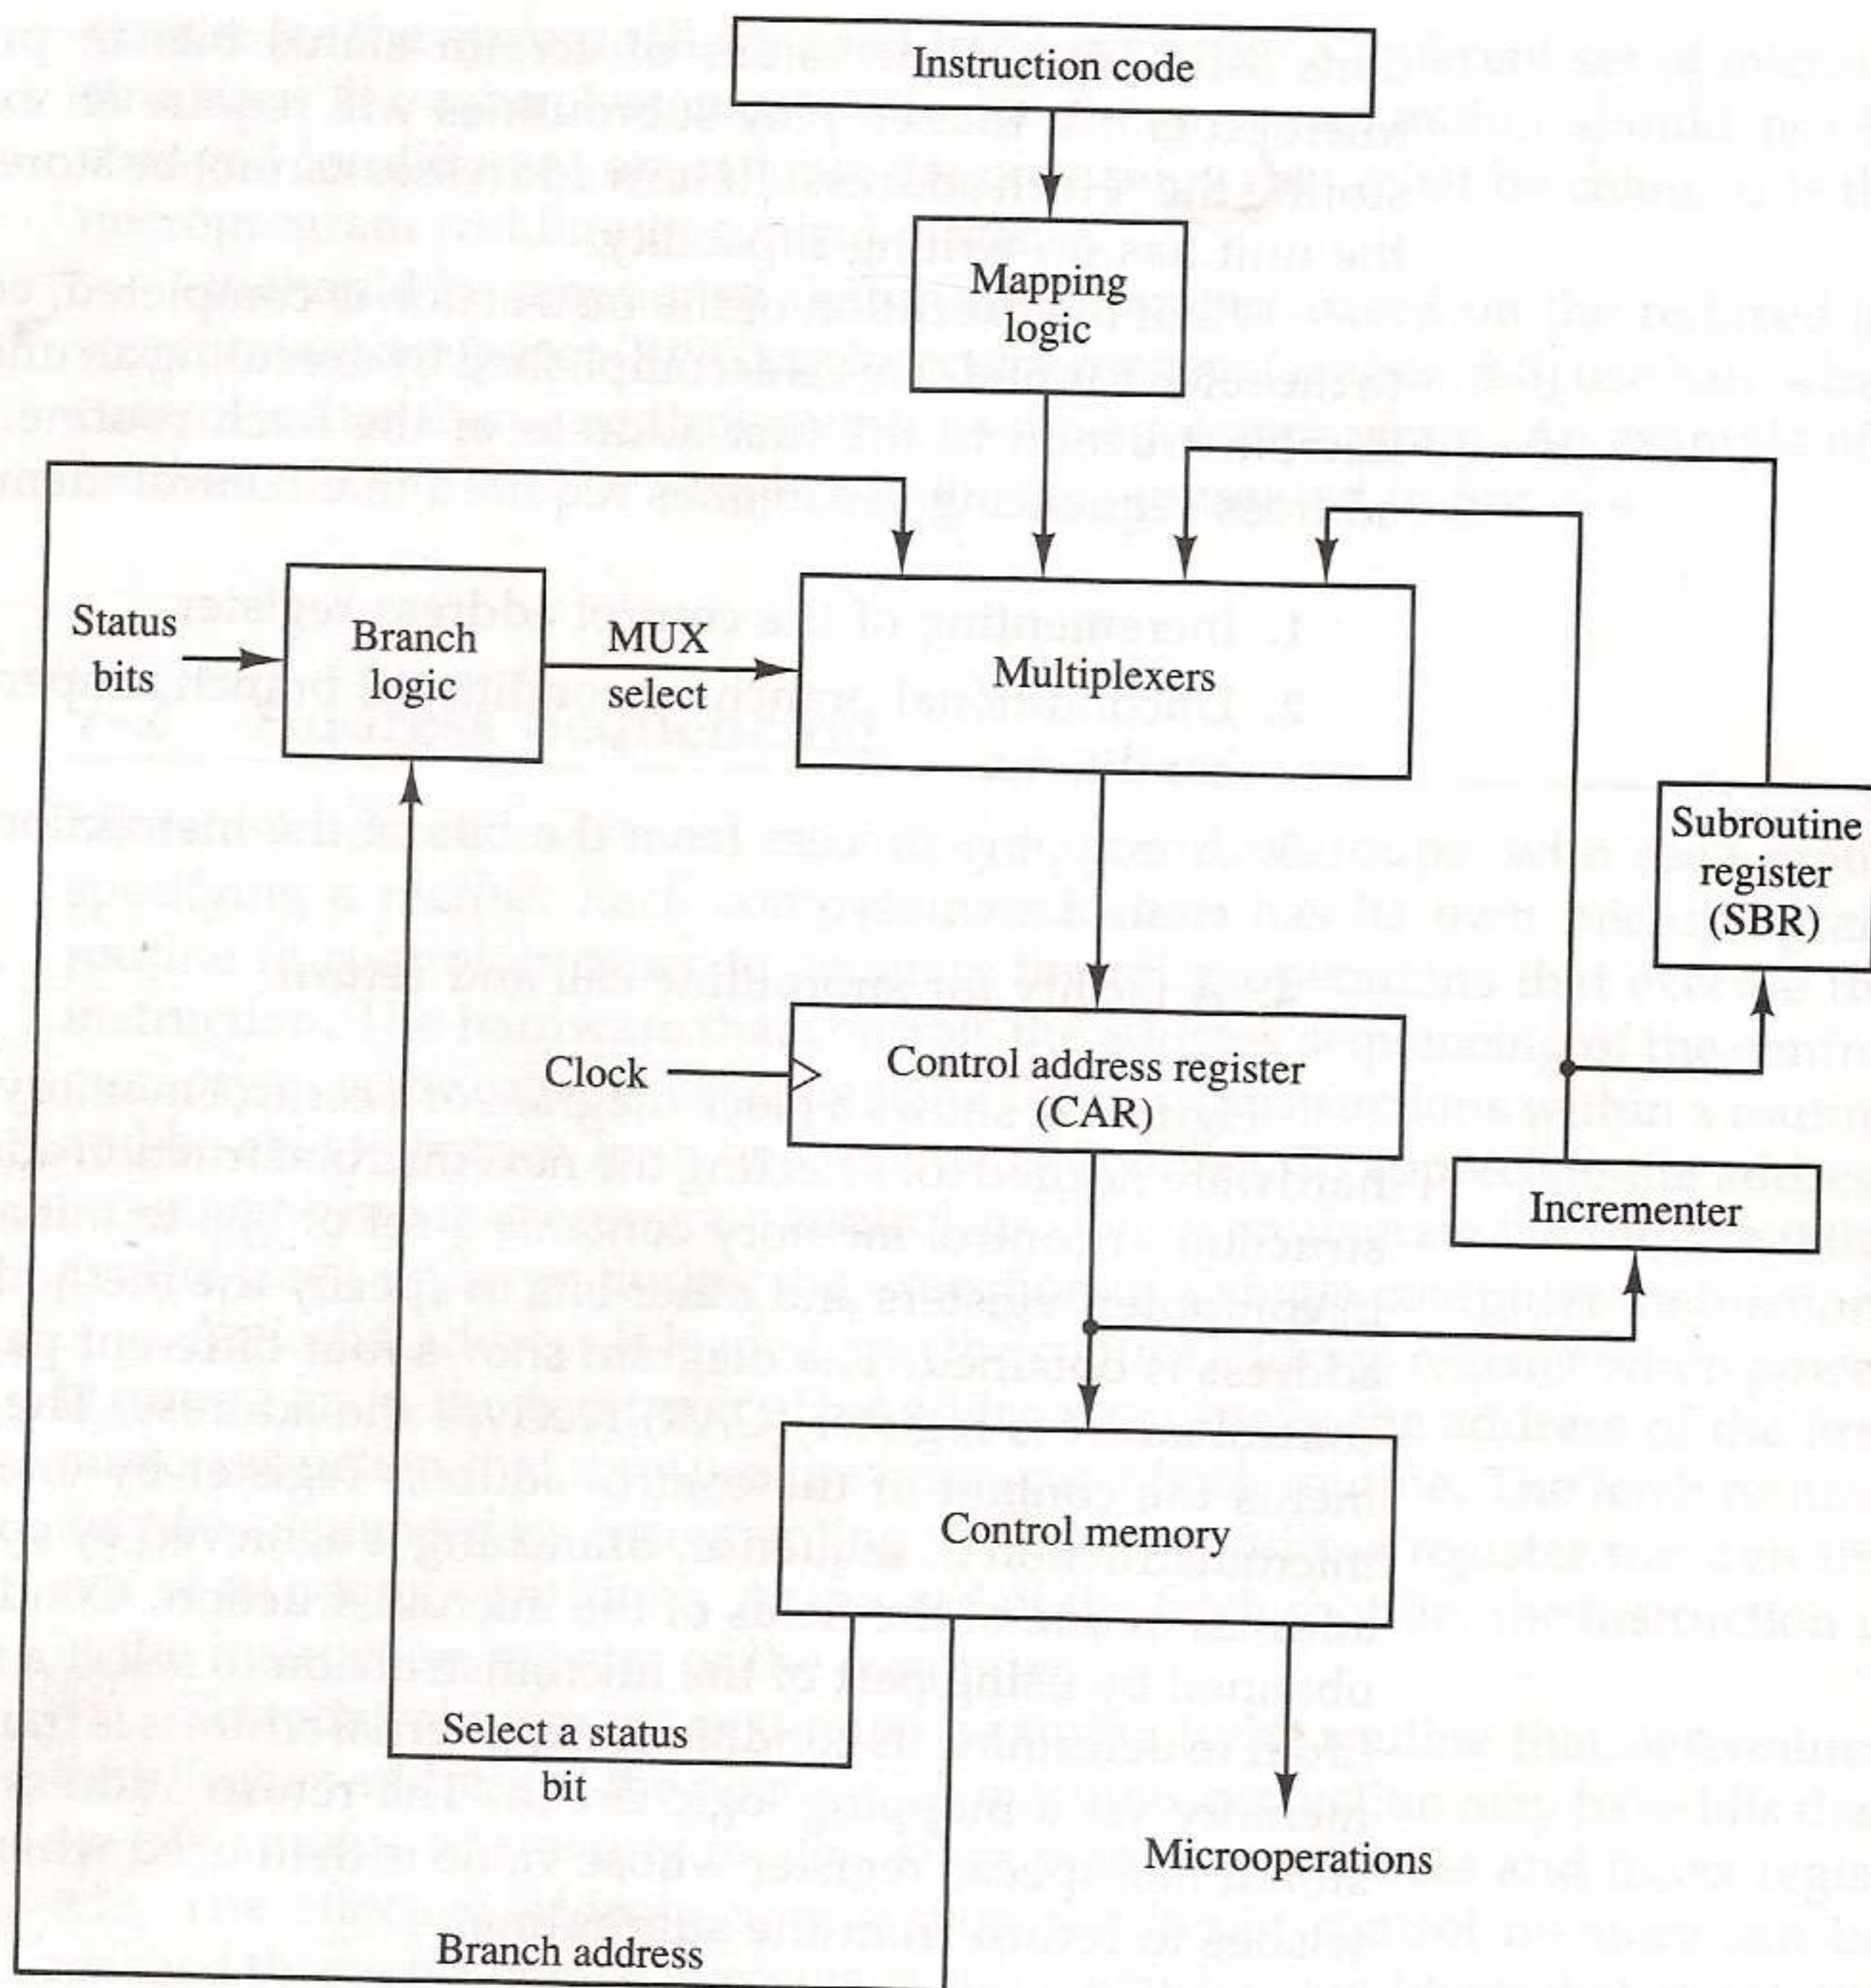 Instruction code
Mapping
logic
Status
bits
Branch
logic
MUX
select
Multiplexers
Subroutine
register
(SBR)
Clock
Control address register
(CAR)
Incrementer
Control memory
Select a status
bit
Microoperations
Branch address